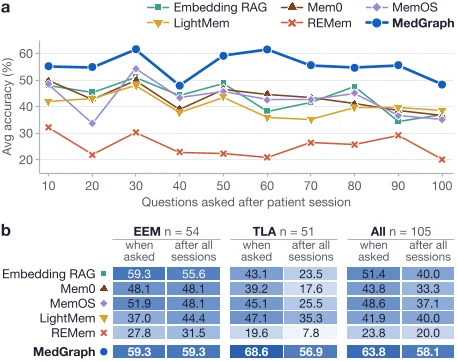 a
Embedding RAG Mem0 MemOS
LightMem REMem MedGraph
Avg accuracy (%)
60
50
40
30
20
10 20 30 40 50 60 70 80 90 100
Questions asked after patient session
b
EEM n = 54 TLA n = 51 All n = 105
when asked after all sessions when asked after all sessions when asked after all sessions
Embedding RAG 59.3 55.6 43.1 23.5 51.4 40.0
Mem0 48.1 48.1 39.2 17.6 43.8 33.3
MemOS 51.9 48.1 45.1 25.5 48.6 37.1
LightMem 37.0 44.4 47.1 35.3 41.9 40.0
REMem 27.8 31.5 19.6 7.8 23.8 20.0
MedGraph 59.3 59.3 68.6 56.9 63.8 58.1